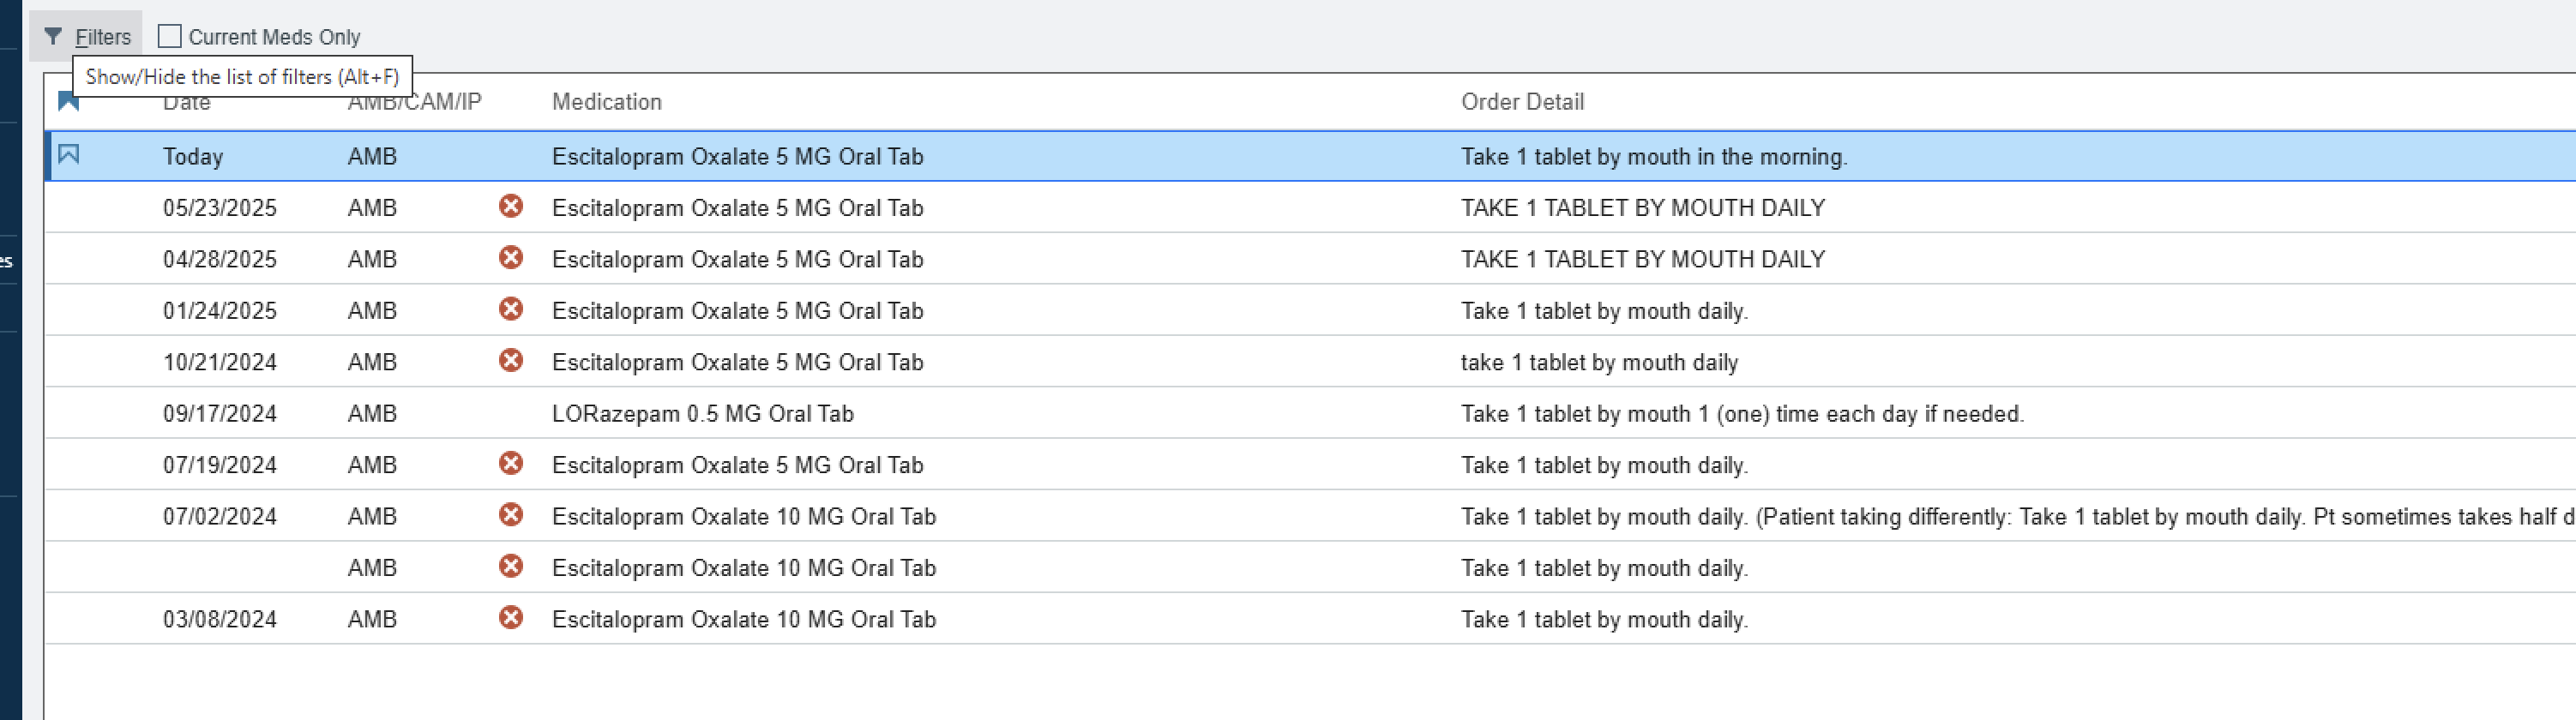 Filters Current Meds Only
Show/Hide the list of filters (Alt+F)
Date AMB/CAM/IP Medication Order Detail
Today AMB Escitalopram Oxalate 5 MG Oral Tab Take 1 tablet by mouth in the morning.
05/23/2025 AMB Escitalopram Oxalate 5 MG Oral Tab TAKE 1 TABLET BY MOUTH DAILY
es
04/28/2025 AMB Escitalopram Oxalate 5 MG Oral Tab TAKE 1 TABLET BY MOUTH DAILY
01/24/2025 AMB Escitalopram Oxalate 5 MG Oral Tab Take 1 tablet by mouth daily.
10/21/2024 AMB Escitalopram Oxalate 5 MG Oral Tab take 1 tablet by mouth daily
09/17/2024 AMB LORazepam 0.5 MG Oral Tab Take 1 tablet by mouth 1 (one) time each day if needed.
07/19/2024 AMB Escitalopram Oxalate 5 MG Oral Tab Take 1 tablet by mouth daily.
07/02/2024 AMB Escitalopram Oxalate 10 MG Oral Tab Take 1 tablet by mouth daily. (Patient taking differently: Take 1 tablet by mouth daily. Pt sometimes takes half d
AMB Escitalopram Oxalate 10 MG Oral Tab Take 1 tablet by mouth daily.
03/08/2024 AMB Escitalopram Oxalate 10 MG Oral Tab Take 1 tablet by mouth daily.